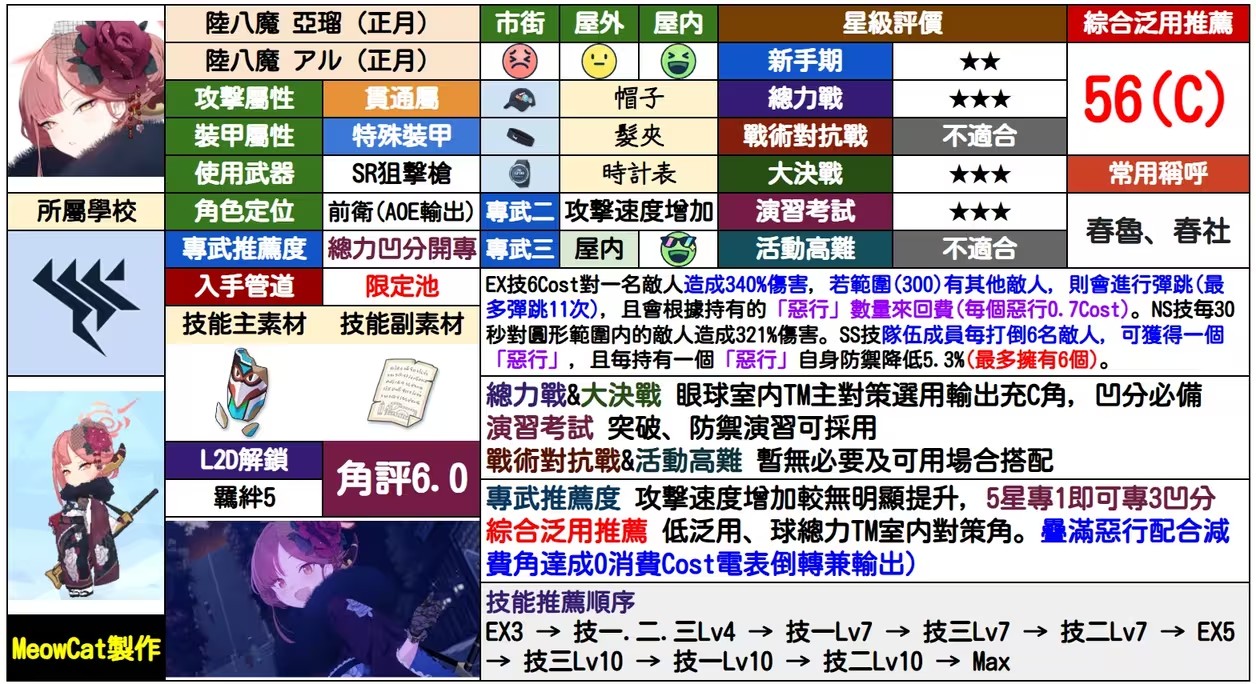 陸八魔 亞瑠 (正月)
陸八魔 アル (正月)
市街 屋外 屋内
星級評價
綜合泛用推薦
新手期 ★★
56(C)
攻擊屬性 貫通屬
帽子
總力戰 ★★★
裝甲屬性 特殊裝甲
髮夾
戰術對抗戰 不適合
使用武器 SR狙擊槍
時計表
大決戰 ★★★
常用稱呼
所屬學校
角色定位 前衛(AOE輸出)
專武二 攻擊速度增加
演習考試 ★★★
春魯、春社
專武推薦度 總力凹分開專
專武三 屋内
活動高難 不適合
入手管道 限定池
技能主素材 技能副素材
EX技6Cost對一名敵人造成340%傷害, 若範圍(300)有其他敵人, 則會進行彈跳(最
多彈跳11次), 且會根據持有的「惡行」數量來回費(每個惡行0.7Cost)。NS技每30
秒對圓形範圍内的敵人造成321%傷害。SS技隊伍成員每打倒6名敵人, 可獲得一個
「惡行」, 且每持有一個「惡行」自身防禦降低5.3%(最多擁有6個)。
總力戰&大決戰 眼球室内TM主對策選用輸出充C角, 凹分必備
演習考試 突破、防禦演習可採用
戰術對抗戰&活動高難 暫無必要及可用場合搭配
L2D解鎖
羈絆5
角評6.0
專武推薦度 攻擊速度增加較無明顯提升, 5星專1即可專3凹分
綜合泛用推薦 低泛用、球總力TM室内對策角。疊滿惡行配合減
費角達成0消費Cost電表倒轉兼輸出)
技能推薦順序
EX3 → 技一.二.三Lv4 → 技一Lv7 → 技三Lv7 → 技二Lv7 → EX5
→ 技三Lv10 → 技一Lv10 → 技二Lv10 → Max
MeowCat製作